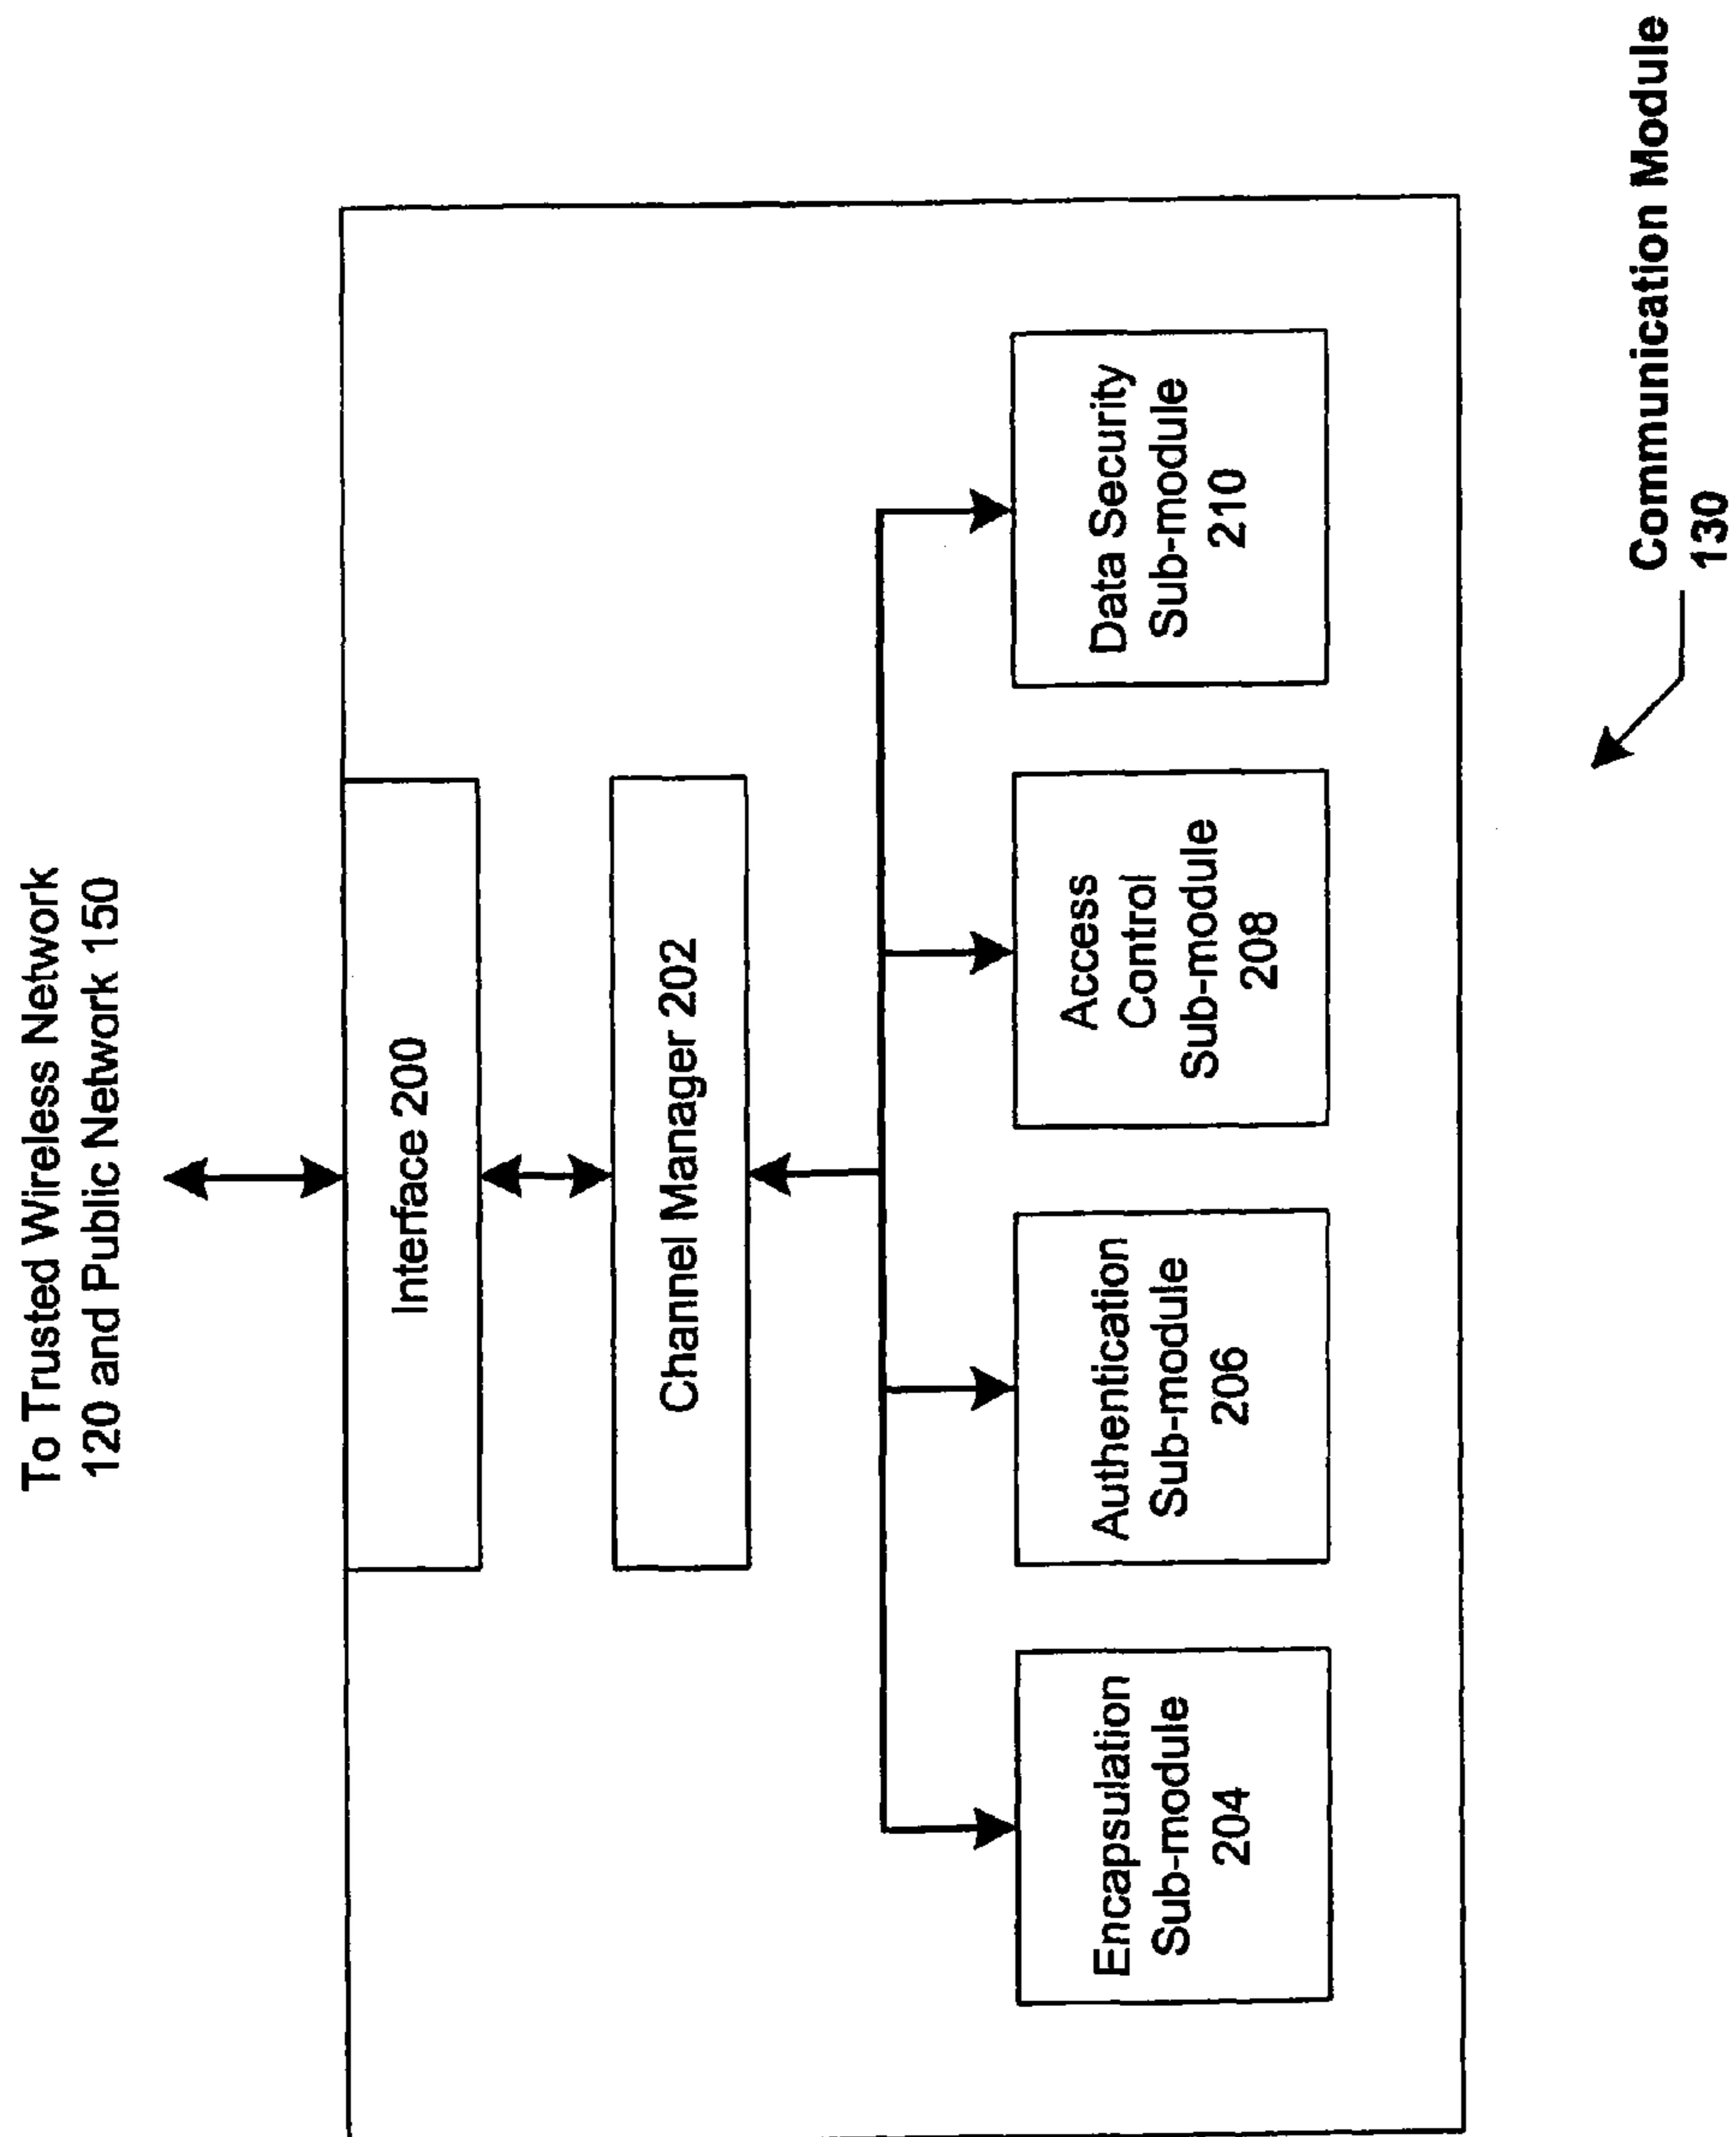 To Trusted Wireless Network
120 and Public Network 150
Interface 200
Channel Manager 202
Encapsulation
Sub-module
204
Authentication
Sub-module
206
Access
Control
Sub-module
208
Data Security
Sub-module
210
Communication Module
130